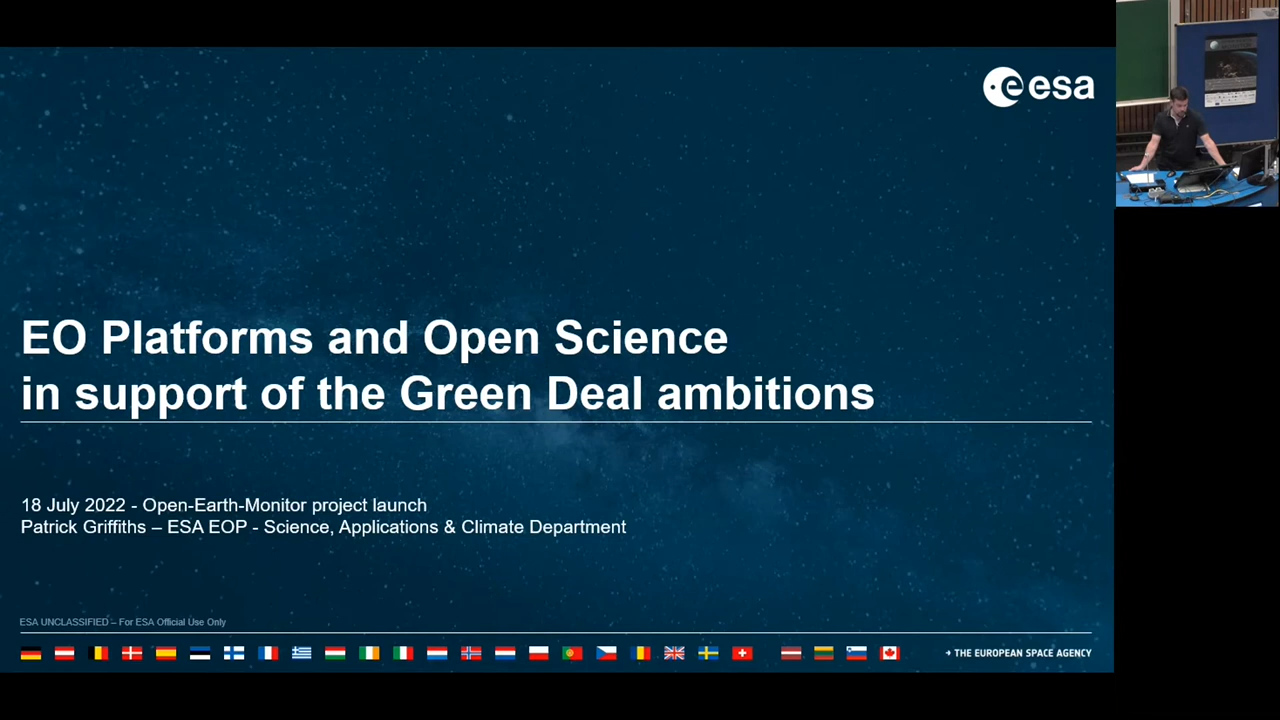 esa
EO Platforms and Open Science
in support of the Green Deal ambitions
18 July 2022 - Open-Earth-Monitor project launch
Patrick Griffiths – ESA EOP - Science, Applications & Climate Department
ESA UNCLASSIFIED – For ESA Official Use Only
→ THE EUROPEAN SPACE AGENCY